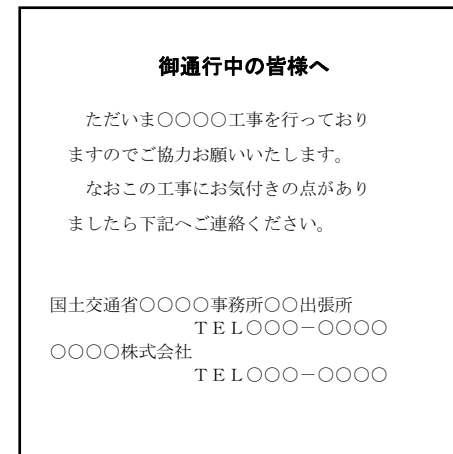 御通行中の皆様へ
ただいま○○○○工事を行っており
ますのでご協力お願いいたします。
なおこの工事にお気付きの点があり
ましたら下記へご連絡ください。
国土交通省○○○○事務所○○出張所
ＴＥＬ○○○－○○○○
○○○○株式会社
ＴＥＬ○○○－○○○○